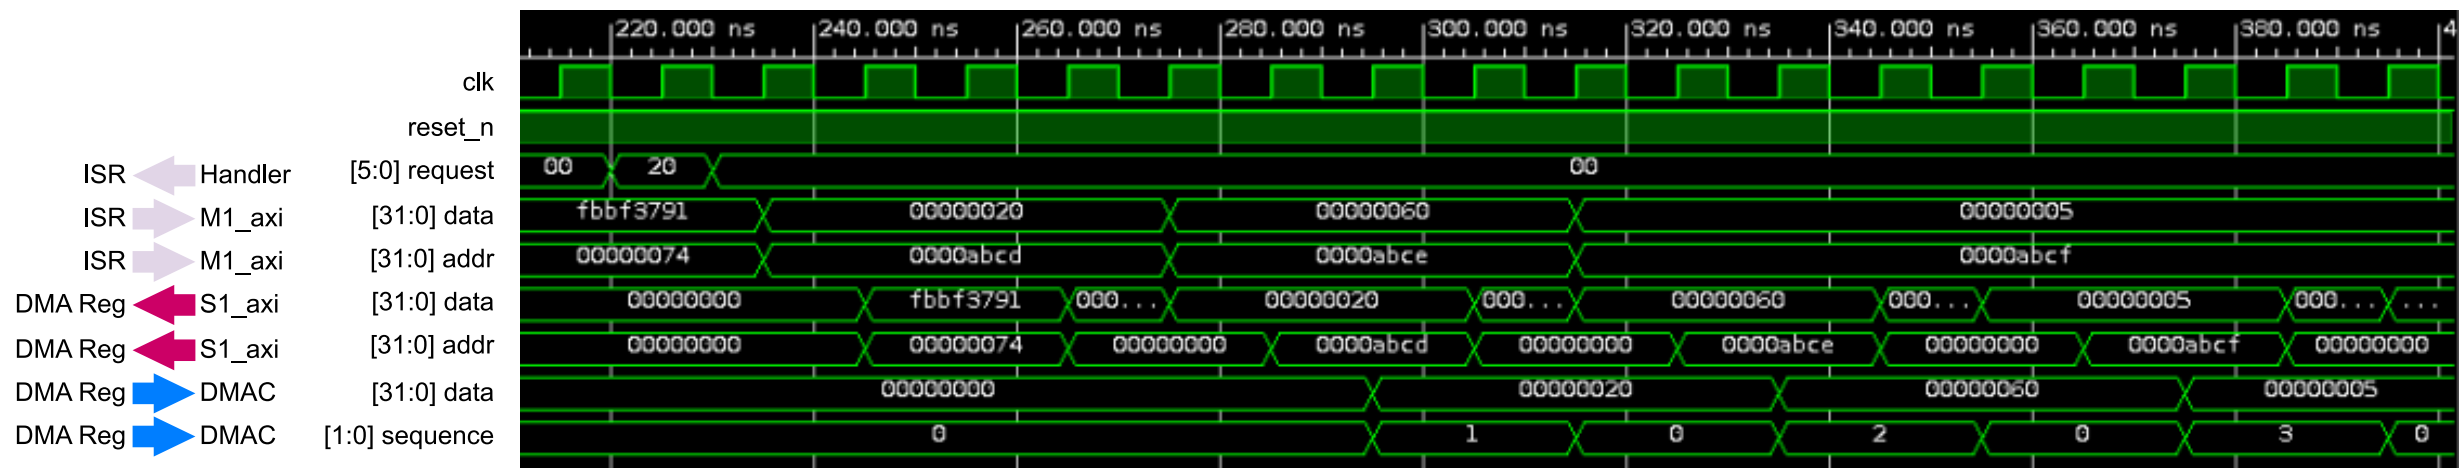 220.000 ns 240.000 ns 260.000 ns 280.000 ns 300.000 ns 320.000 ns 340.000 ns 360.000 ns 380.000 ns 4
clk
reset_n
ISR Handler [5:0] request 00 20 00
ISR M1_axi [31:0] data fbbf3791 00000020 00000060 00000005
ISR M1_axi [31:0] addr 00000074 0000abcd 0000abce 0000abcf
DMA Reg S1_axi [31:0] data 00000000 fbbf3791 000... 00000020 000... 00000060 000... 00000005 000... ...
DMA Reg S1_axi [31:0] addr 00000000 00000074 00000000 0000abcd 00000000 0000abce 00000000 0000abcf 00000000
DMA Reg DMAC [31:0] data 00000000 00000020 00000060 00000005
DMA Reg DMAC [1:0] sequence 0 1 0 2 0 3 0